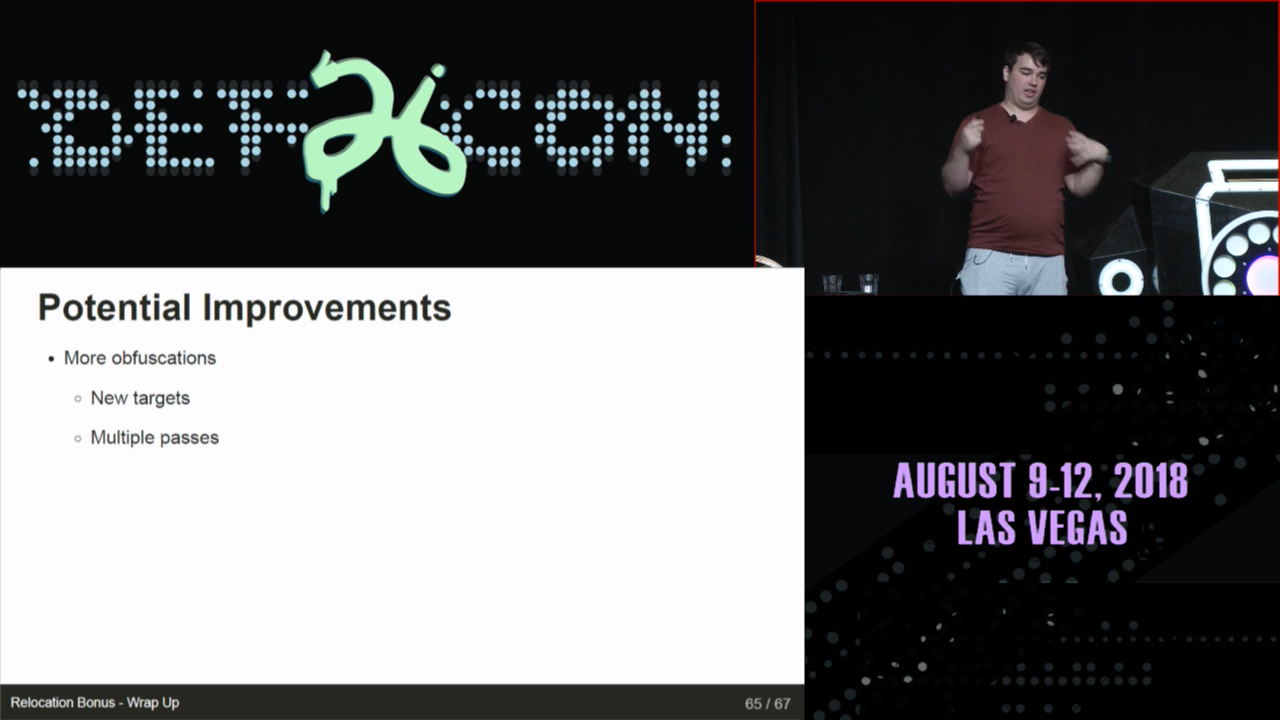 DEF CON
26
Potential Improvements
• More obfuscations
◦ New targets
◦ Multiple passes
Relocation Bonus - Wrap Up
65 / 67
AUGUST 9-12, 2018
LAS VEGAS